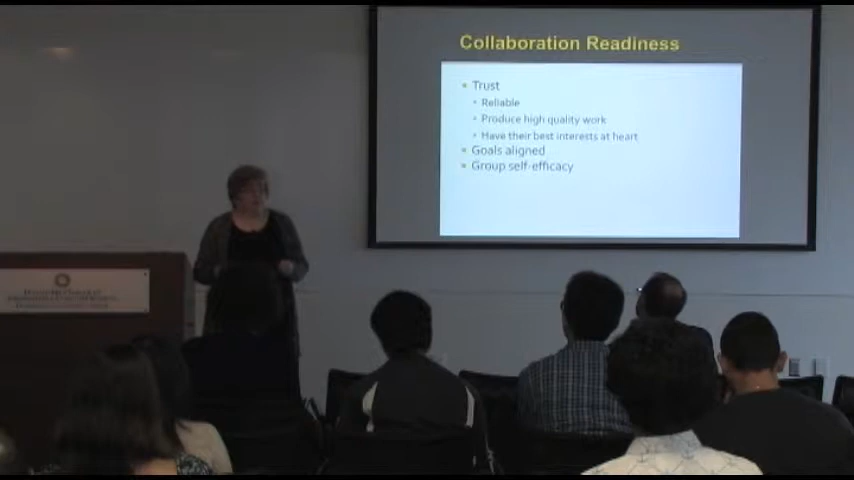 Collaboration Readiness
Trust
Reliable
Produce high quality work
Have their best interests at heart
Goals aligned
Group self-efficacy